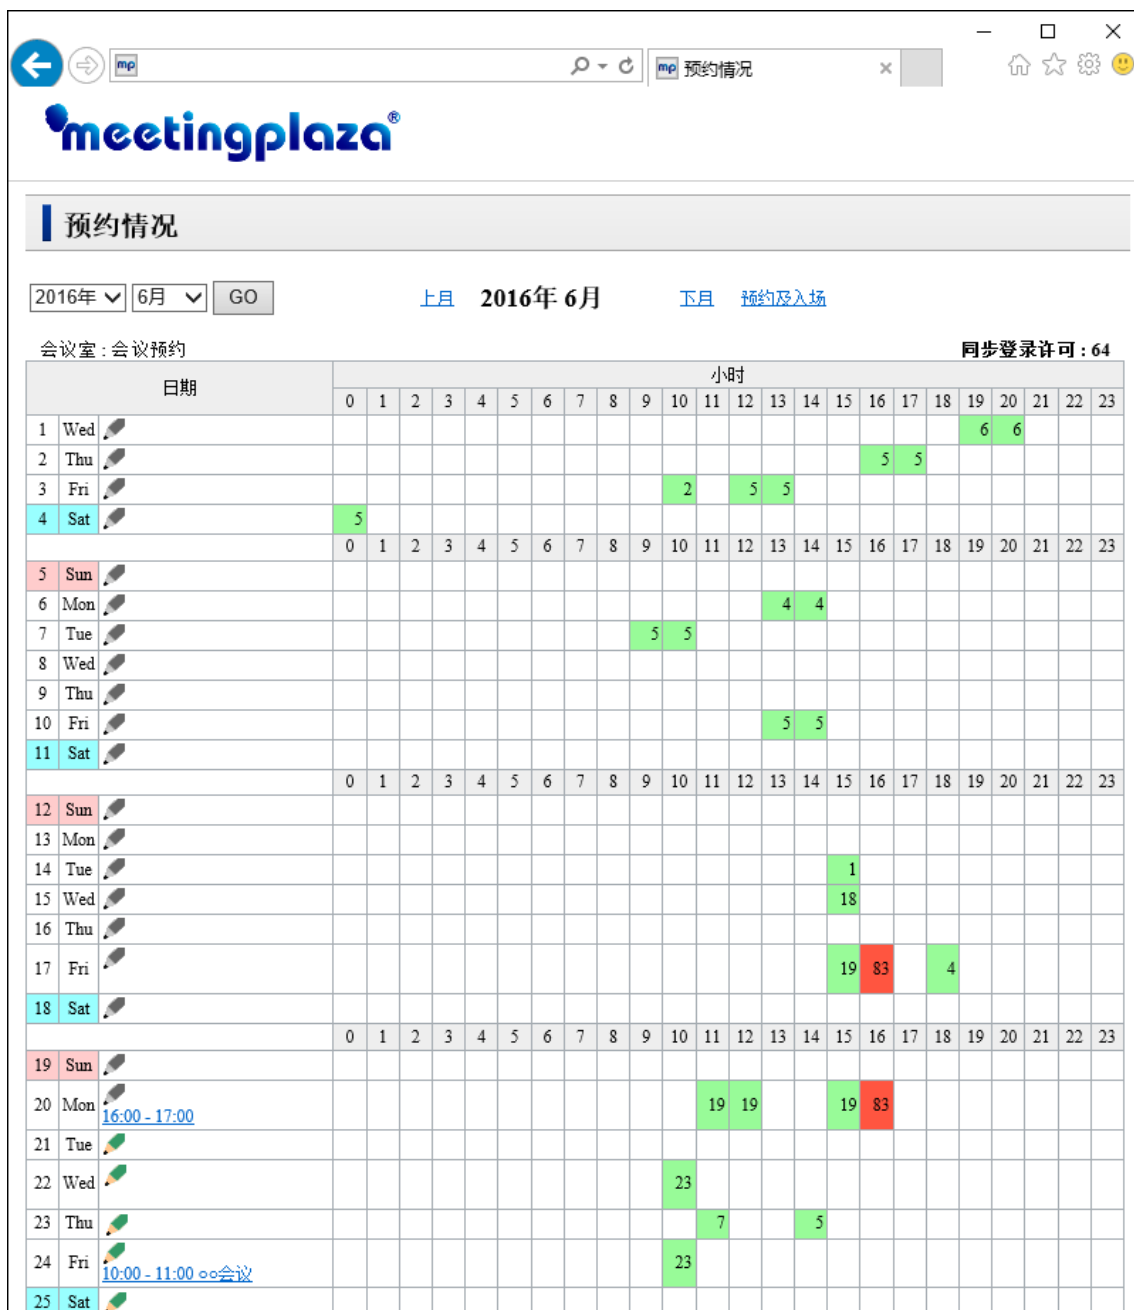 mp
mp 预约情况
meetingplaza®
预约情况
2016年 6月 GO 上月 2016年 6月 下月 预约及入场
会议室 : 会议预约 同步登录许可 : 64
日期 小时
0 1 2 3 4 5 6 7 8 9 10 11 12 13 14 15 16 17 18 19 20 21 22 23
1 Wed 6 6
2 Thu 5 5
3 Fri 2 5 5
4 Sat 5
0 1 2 3 4 5 6 7 8 9 10 11 12 13 14 15 16 17 18 19 20 21 22 23
5 Sun
6 Mon 4 4
7 Tue 5 5
8 Wed
9 Thu
10 Fri 5 5
11 Sat
0 1 2 3 4 5 6 7 8 9 10 11 12 13 14 15 16 17 18 19 20 21 22 23
12 Sun
13 Mon
14 Tue 1
15 Wed 18
16 Thu
17 Fri 19 83 4
18 Sat
0 1 2 3 4 5 6 7 8 9 10 11 12 13 14 15 16 17 18 19 20 21 22 23
19 Sun
20 Mon 19 19 19 83
16:00 - 17:00
21 Tue
22 Wed 23
23 Thu 7 5
24 Fri 23
10:00 - 11:00 ○○会议
25 Sat